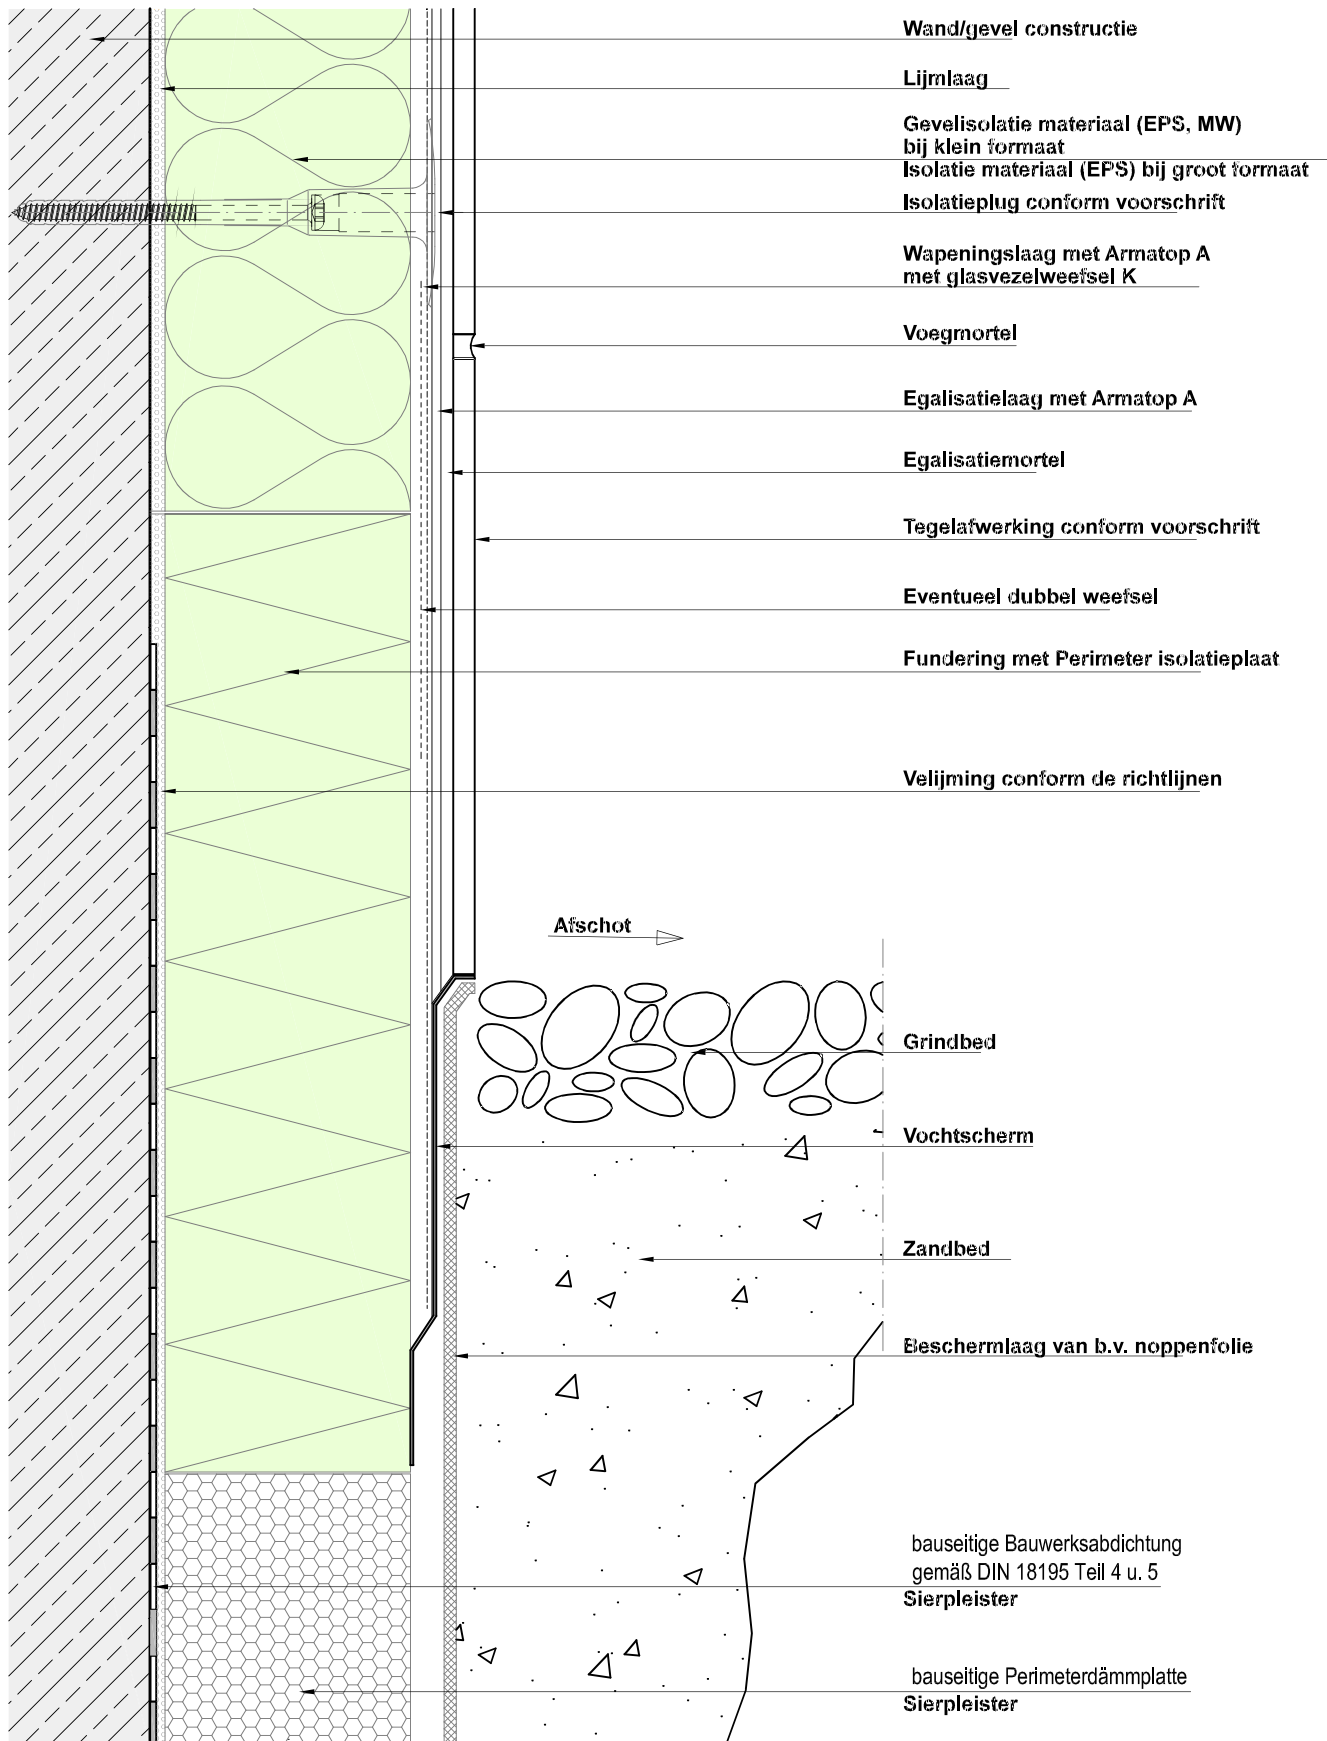 Wand/gevel constructie
Lijmlaag
Gevelisolatie materiaal (EPS, MW)
bij klein formaat
Isolatie materiaal (EPS) bij groot formaat
Isolatieplug conform voorschrift
Wapeningslaag met Armatop A
met glasvezelweefsel K
Voegmortel
Egalisatielaag met Armatop A
Egalisatiemortel
Tegelafwerking conform voorschrift
Eventueel dubbel weefsel
Fundering met Perimeter isolatieplaat
Velijming conform de richtlijnen
Afschot
Grindbed
Vochtscherm
Zandbed
Beschermlaag van b.v. noppenfolie
bauseitige Bauwerksabdichtung
gemäß DIN 18195 Teil 4 u. 5
Sierpleister
bauseitige Perimeterdämmplatte
Sierpleister